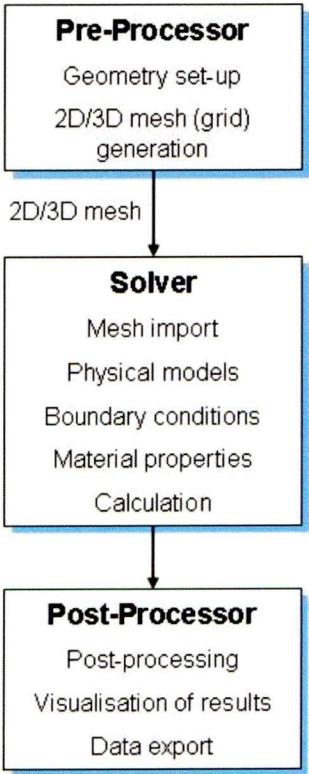 Pre-Processor
Geometry set-up
2D/3D mesh (grid)
generation
2D/3D mesh
Solver
Mesh import
Physical models
Boundary conditions
Material properties
Calculation
Post-Processor
Post-processing
Visualisation of results
Data export